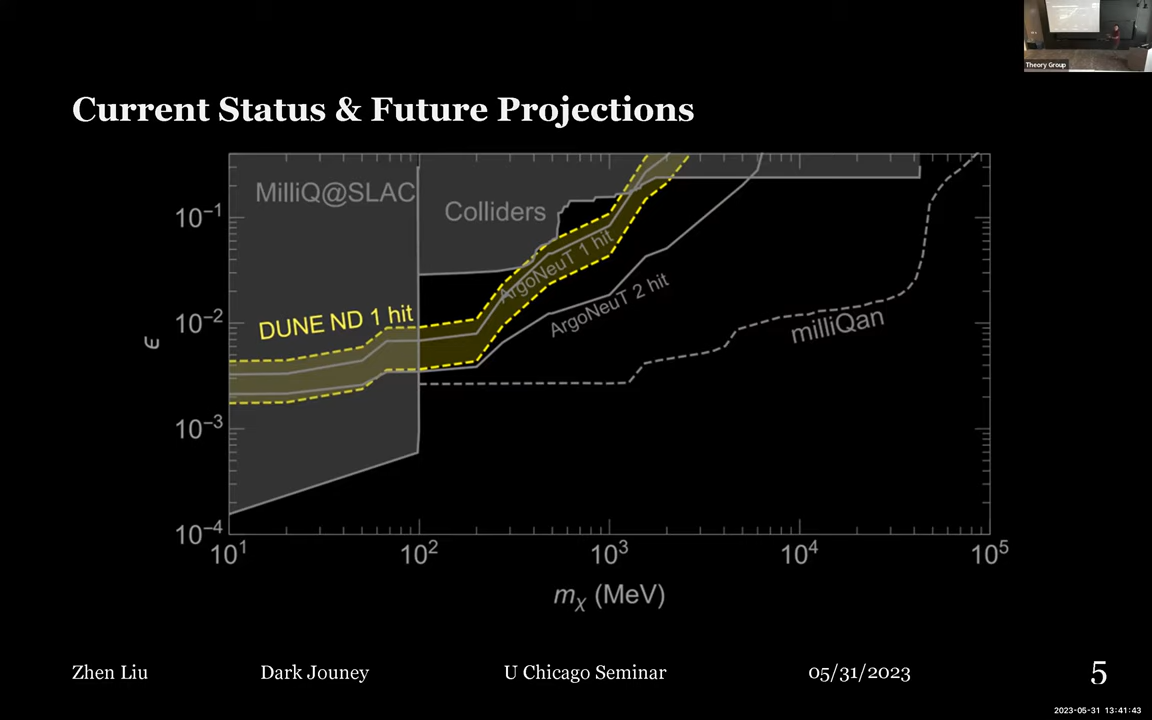 Theory Group
Current Status & Future Projections
MilliQ@SLAC
Colliders
ArgoNeuT 1 hit
DUNE ND 1 hit
ArgoNeuT 2 hit
milliQan
10⁻¹
10⁻²
10⁻³
10⁻⁴
ϵ
10¹ 10² 10³ 10⁴ 10⁵
mχ (MeV)
Zhen Liu Dark Jouney U Chicago Seminar 05/31/2023 5
2023-05-31 13:41:43